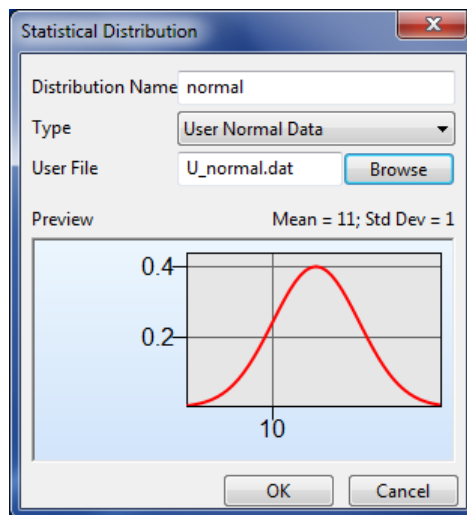 Statistical Distribution
Distribution Name normal
Type User Normal Data
User File U_normal.dat Browse
Preview Mean = 11; Std Dev = 1
0.4
0.2
10
OK Cancel